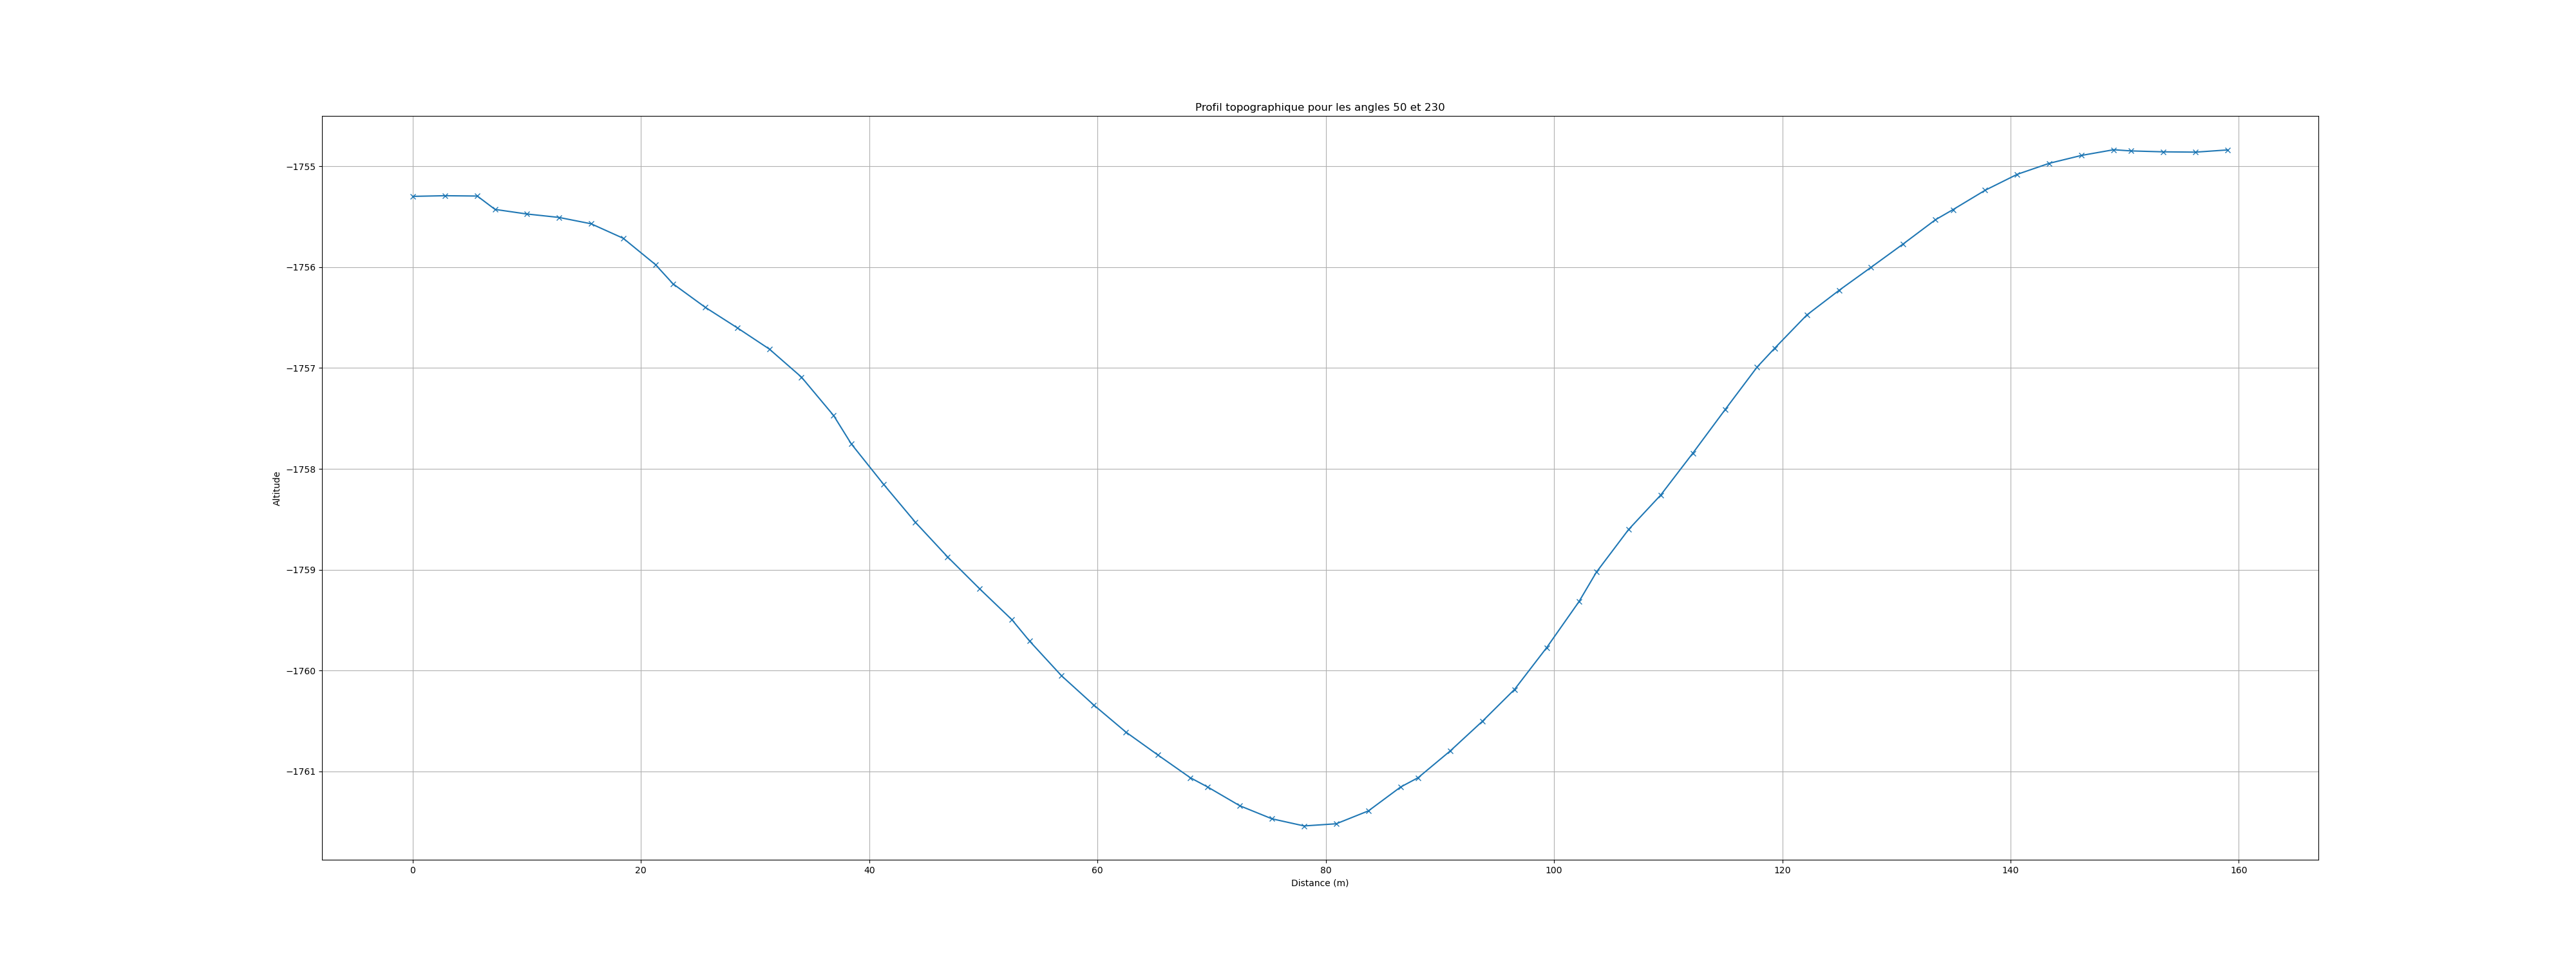 Profil topographique pour les angles 50 et 230
−1755
−1756
−1757
−1758
−1759
−1760
−1761
Altitude
0 20 40 60 80 100 120 140 160
Distance (m)